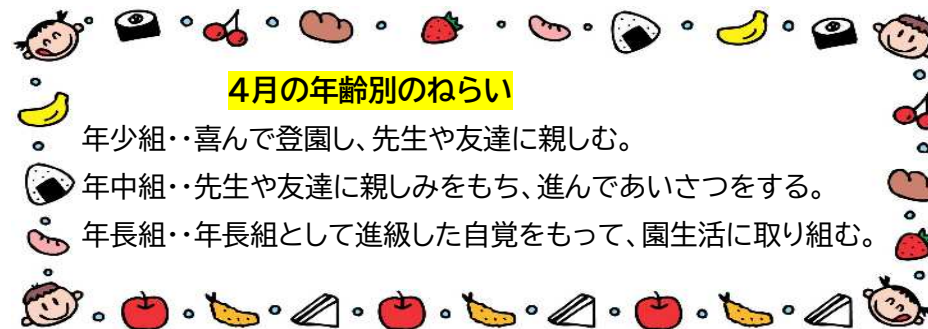 4月の年齢別のねらい
年少組･･喜んで登園し、先生や友達に親しむ。
年中組･･先生や友達に親しみをもち、進んであいさつをする。
年長組･･年長組として進級した自覚をもって、園生活に取り組む。